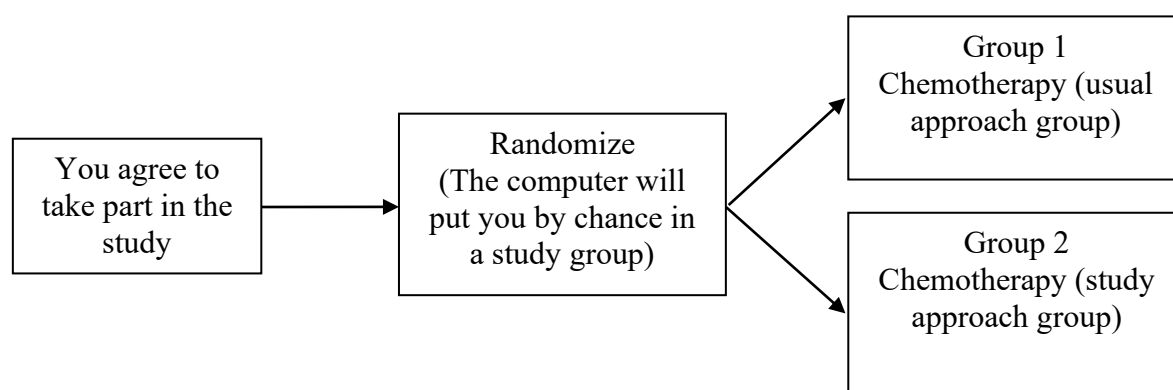 You agree to
take part in the
study
Randomize
(The computer will
put you by chance in
a study group)
Group 1
Chemotherapy (usual
approach group)
Group 2
Chemotherapy (study
approach group)